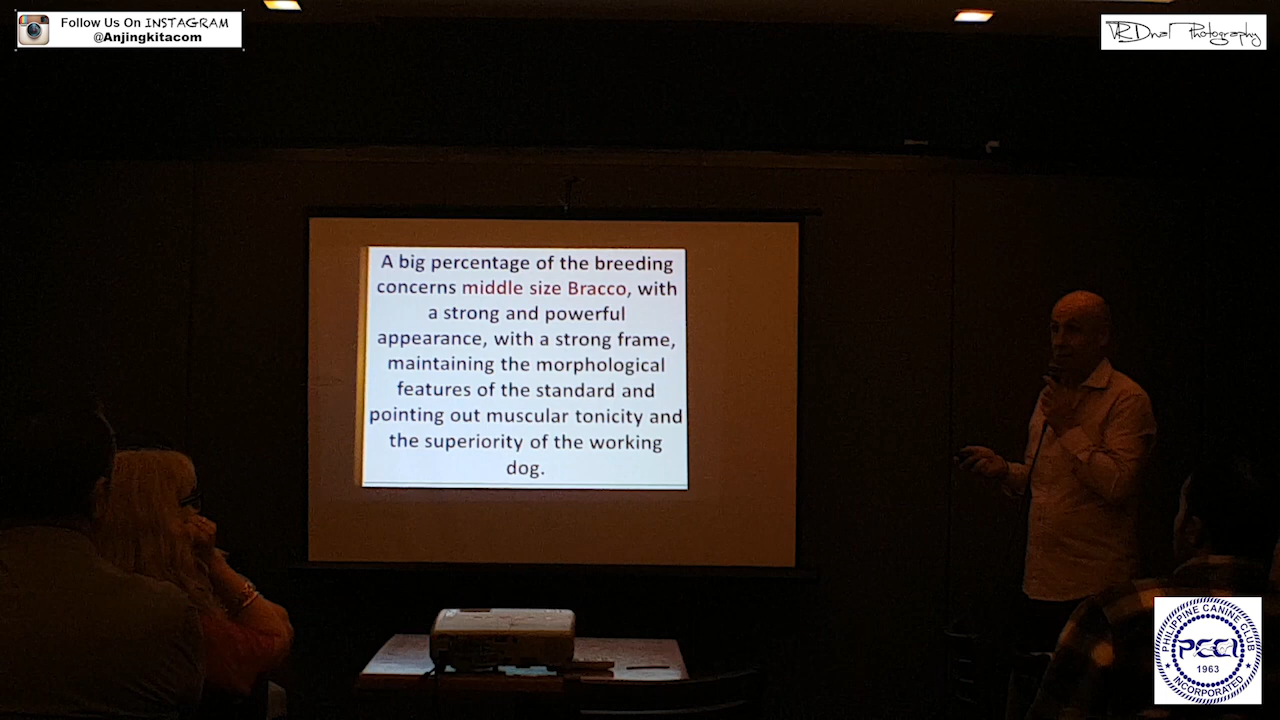 Follow Us On INSTAGRAM
@Anjingkitacom
VRDnal Photography
A big percentage of the breeding
concerns middle size Bracco, with
a strong and powerful
appearance, with a strong frame,
maintaining the morphological
features of the standard and
pointing out muscular tonicity and
the superiority of the working
dog.
PHILIPPINE CANINE CLUB
PCCI
1963
INCORPORATED